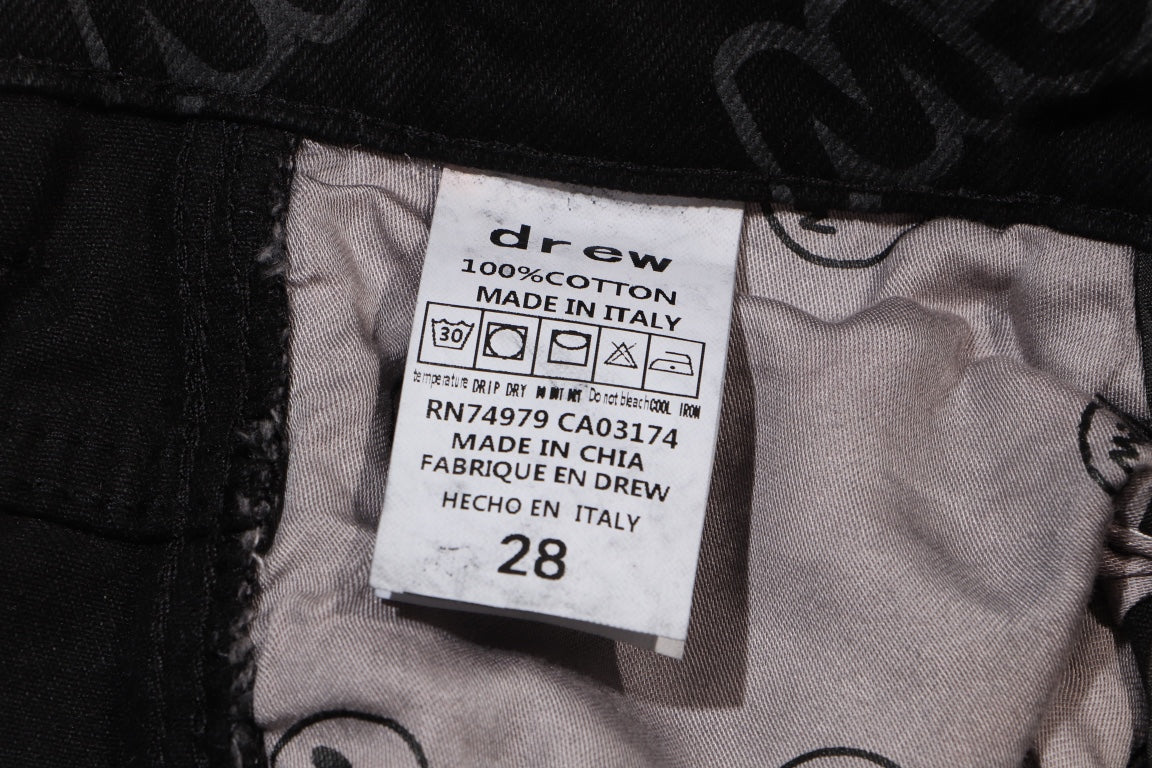 drew
100%COTTON
MADE IN ITALY
30
temperature DRIP DRY Do not bleach COOL IRON
RN74979 CA03174
MADE IN CHIA
FABRIQUE EN DREW
HECHO EN ITALY
28